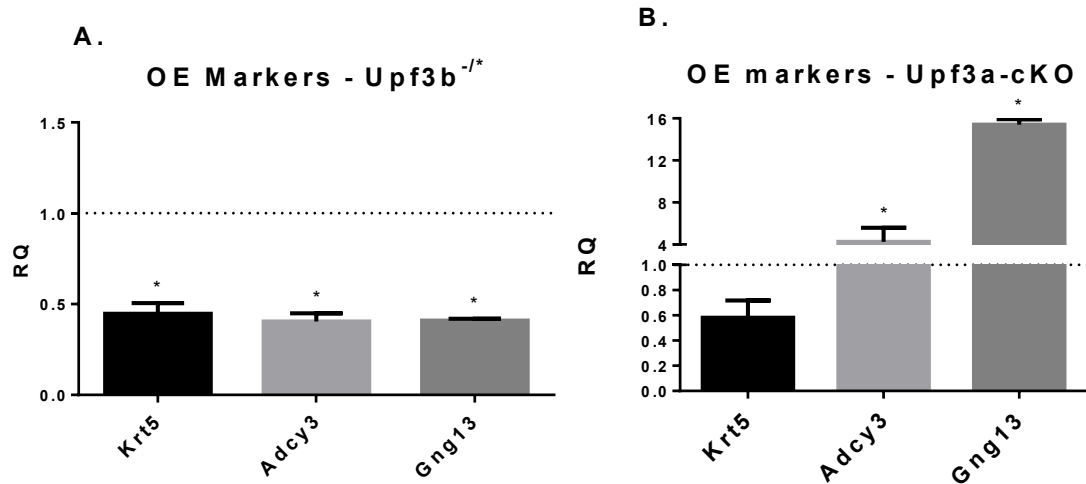 A.
OE Markers - Upf3b-/*
1.5
1.0
0.5
0.0
RQ
*
*
*
Krt5
Adcy3
Gng13
B.
OE markers - Upf3a-cKO
16
12
8
4
1.0
0.8
0.6
0.4
0.2
0.0
RQ
*
*
Krt5
Adcy3
Gng13